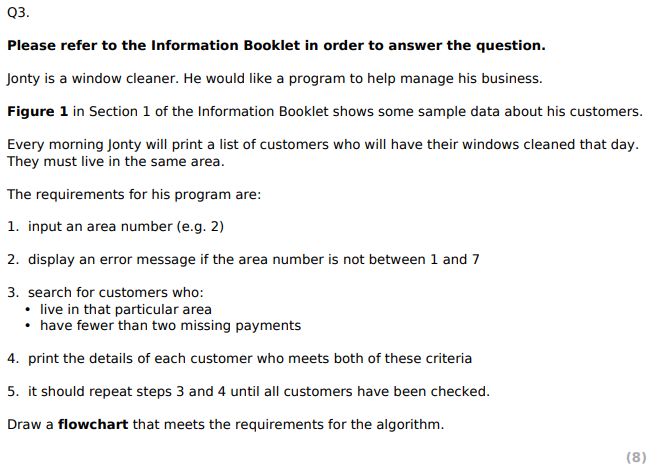 Q3.
Please refer to the Information Booklet in order to answer the question.
Jonty is a window cleaner. He would like a program to help manage his business.
Figure 1 in Section 1 of the Information Booklet shows some sample data about his customers.
Every morning Jonty will print a list of customers who will have their windows cleaned that day.
They must live in the same area.
The requirements for his program are:
1. input an area number (e.g. 2)
2. display an error message if the area number is not between 1 and 7
3. search for customers who:
• live in that particular area
• have fewer than two missing payments
4. print the details of each customer who meets both of these criteria
5. it should repeat steps 3 and 4 until all customers have been checked.
Draw a flowchart that meets the requirements for the algorithm.
(8)